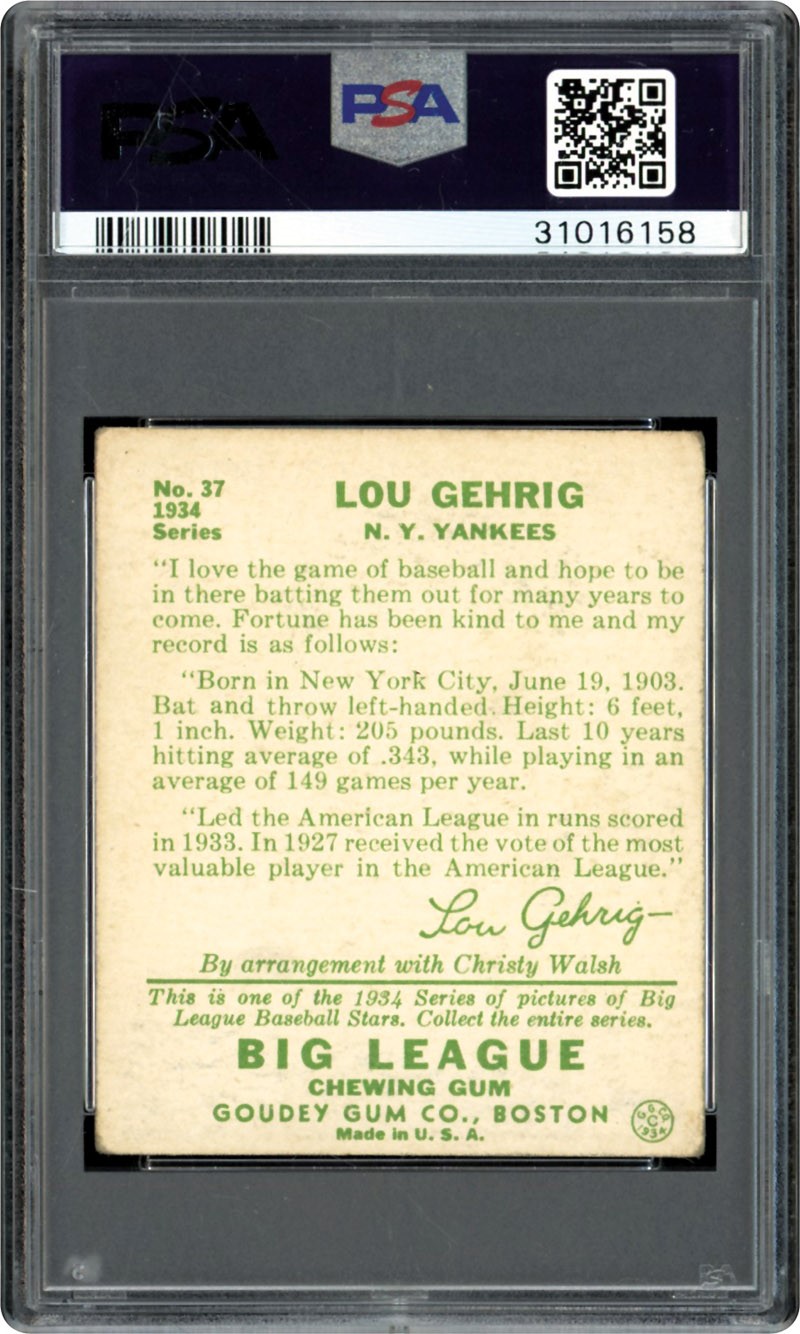 PSA
PSA
31016158
No. 37
1934
Series
LOU GEHRIG
N. Y. YANKEES
"I love the game of baseball and hope to be
in there batting them out for many years to
come. Fortune has been kind to me and my
record is as follows:
"Born in New York City, June 19, 1903.
Bat and throw left-handed. Height: 6 feet,
1 inch. Weight: 205 pounds. Last 10 years
hitting average of .343, while playing in an
average of 149 games per year.
"Led the American League in runs scored
in 1933. In 1927 received the vote of the most
valuable player in the American League."
Lou Gehrig
By arrangement with Christy Walsh
This is one of the 1934 Series of pictures of Big
League Baseball Stars. Collect the entire series.
BIG LEAGUE
CHEWING GUM
GOUDEY GUM CO., BOSTON
Made in U. S. A.
G. G. Co.
C
1934
PSA